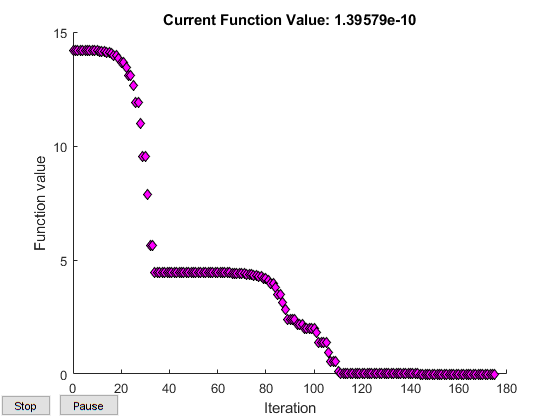 Current Function Value: 1.39579e-10
15
10
5
0
Function value
0 20 40 60 80 100 120 140 160 180
Iteration
Stop Pause